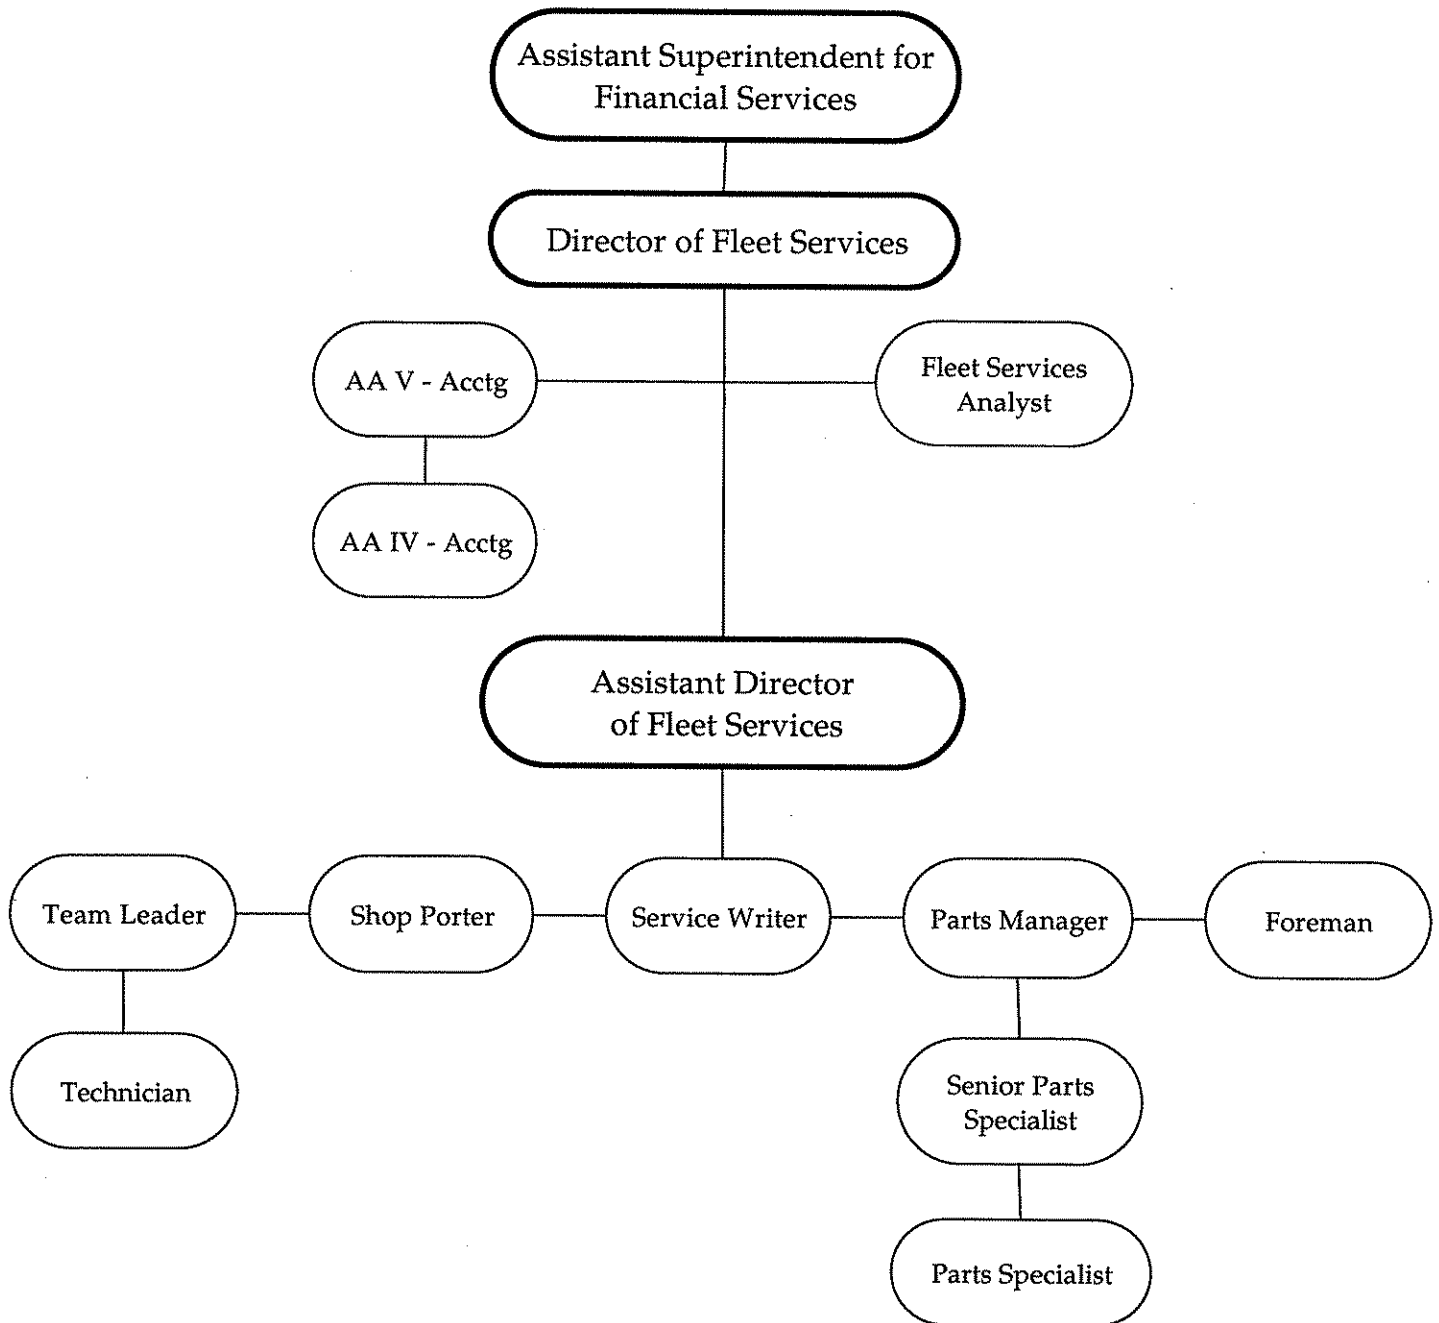 Assistant Superintendent for
Financial Services
Director of Fleet Services
AA V - Acctg
Fleet Services
Analyst
AA IV - Acctg
Assistant Director
of Fleet Services
Team Leader
Shop Porter
Service Writer
Parts Manager
Foreman
Technician
Senior Parts
Specialist
Parts Specialist